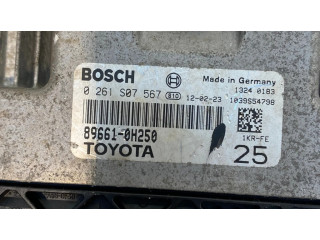 BOSCH
Made in Germany
0 261 S07 567 S10 12-02-23
1324 0183
1039S54798
89661-0H250
1KR-FE
TOYOTA
25